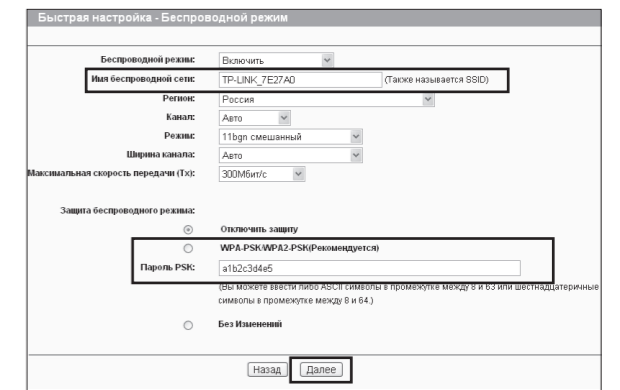 Быстрая настройка - Беспроводной режим
Беспроводной режим: Включить
Имя беспроводной сети: TP-LINK_7E27A0 (Также называется SSID)
Регион: Россия
Канал: Авто
Режим: 11bgn смешанный
Ширина канала: Авто
Максимальная скорость передачи (Tx): 300Мбит/с
Защита беспроводного режима:
Отключить защиту
WPA-PSK/WPA2-PSK(Рекомендуется)
Пароль PSK: a1b2c3d4e5
(Вы можете ввести либо ASCII символы в промежутке между 8 и 63 или шестнадцатеричные
символы в промежутке между 8 и 64.)
Без Изменений
Назад Далее